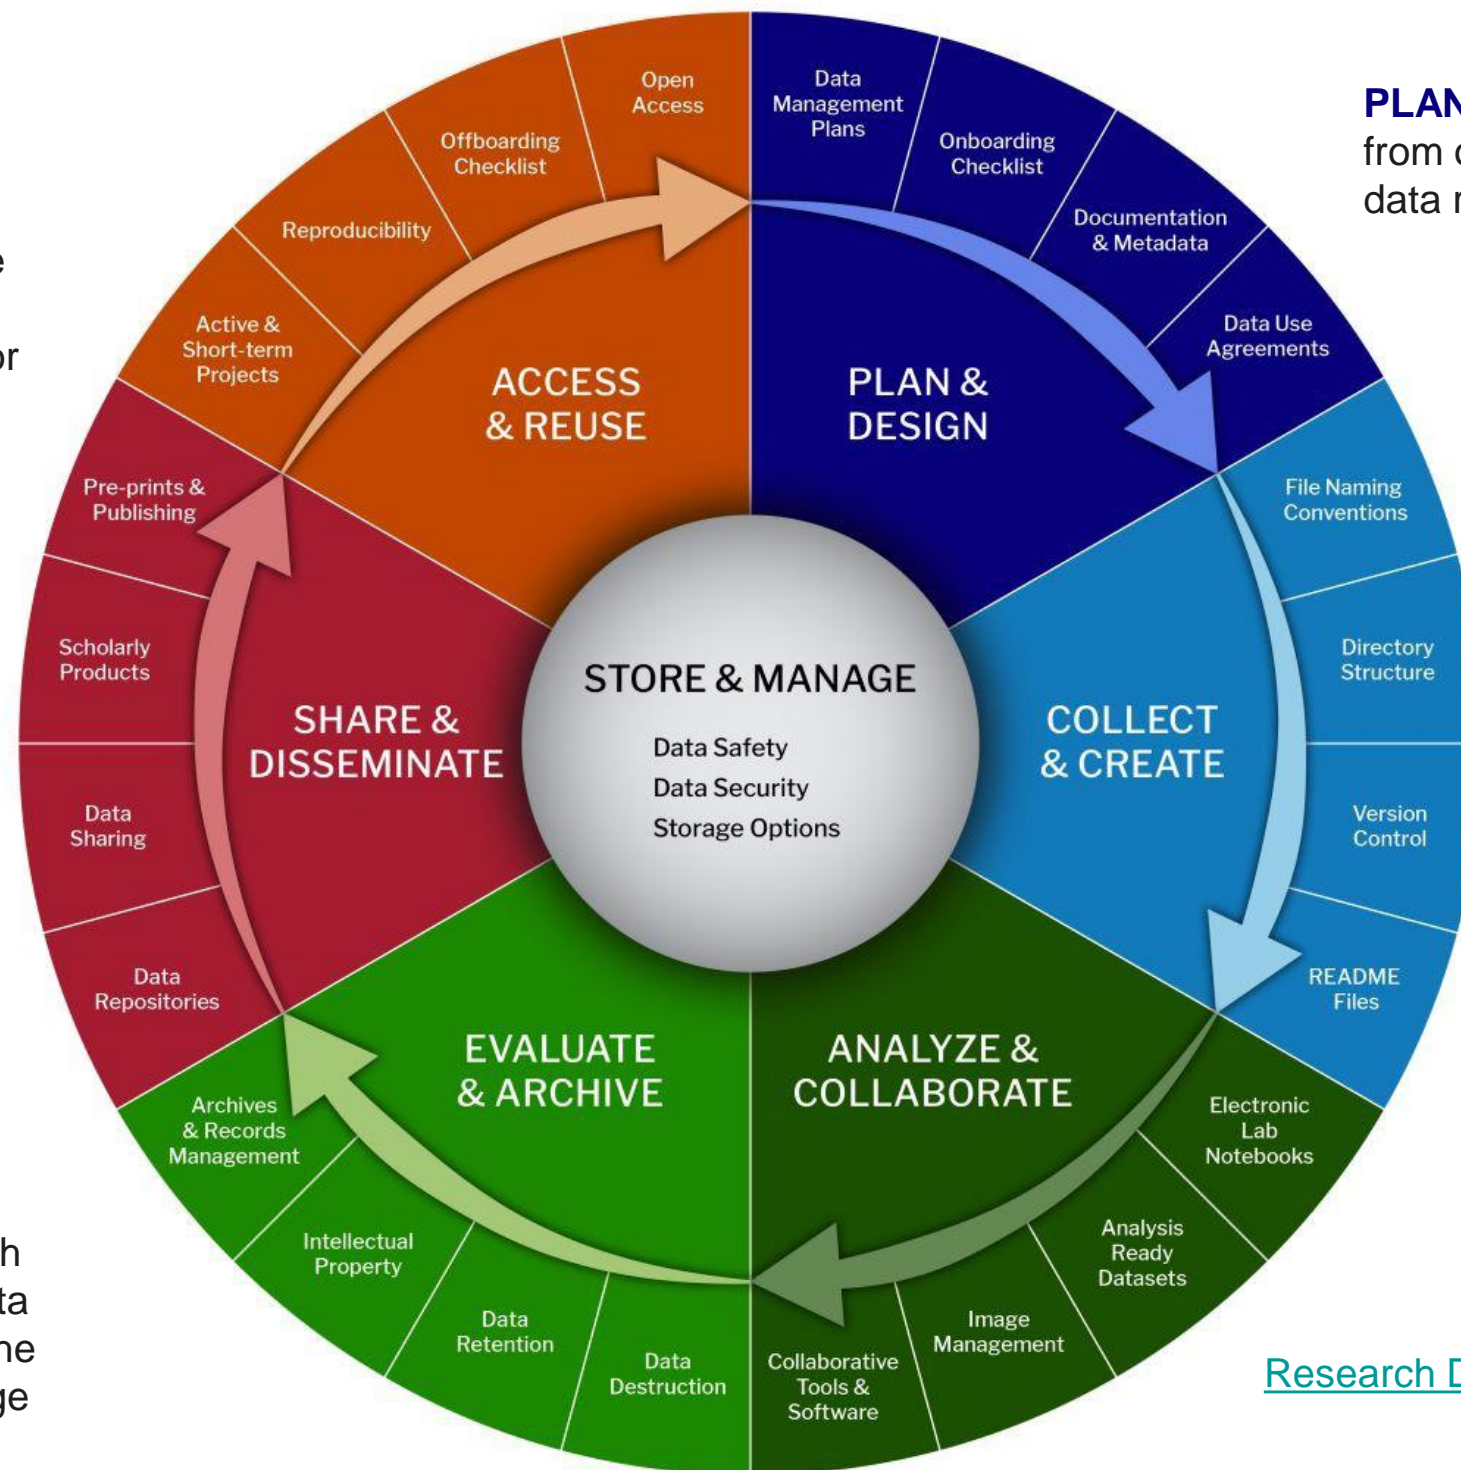 PLAN
from
data
or
Open
Access
Offboarding
Checklist
Reproducibility
Active &
Short-term
Projects
ACCESS
& REUSE
Data
Management
Plans
Onboarding
Checklist
Documentation
& Metadata
Data Use
Agreements
PLAN &
DESIGN
File Naming
Conventions
Directory
Structure
Version
Control
README
Files
COLLECT
& CREATE
Electronic
Lab
Notebooks
Analysis
Ready
Datasets
Image
Management
Collaborative
Tools &
Software
ANALYZE &
COLLABORATE
Data
Destruction
Data
Retention
Intellectual
Property
Archives
& Records
Management
EVALUATE
& ARCHIVE
Data
Repositories
Data
Sharing
Scholarly
Products
Pre-prints &
Publishing
SHARE &
DISSEMINATE
STORE & MANAGE
Data Safety
Data Security
Storage Options
Research